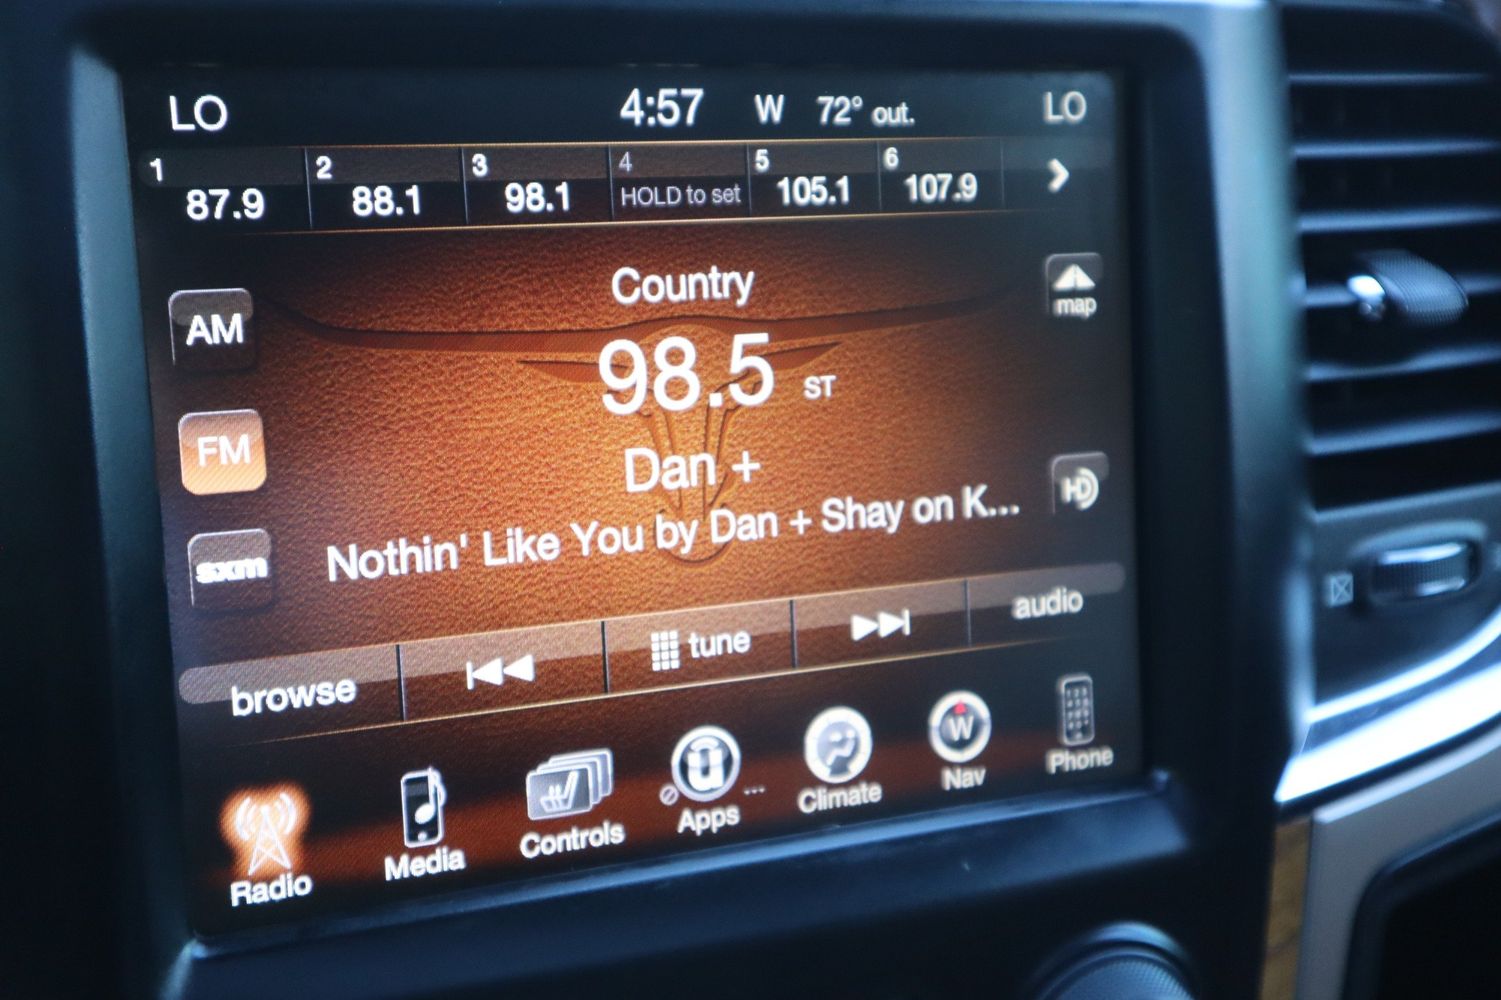 LO 4:57 W 72° out. LO
1 2 3 4 5 6
87.9 88.1 98.1 HOLD to set 105.1 107.9
Country
map
AM
98.5 ST
FM
Dan +
HD
Nothin' Like You by Dan + Shay on K...
sxm
browse tune audio
Radio Media Controls Apps ... Climate W Nav Phone